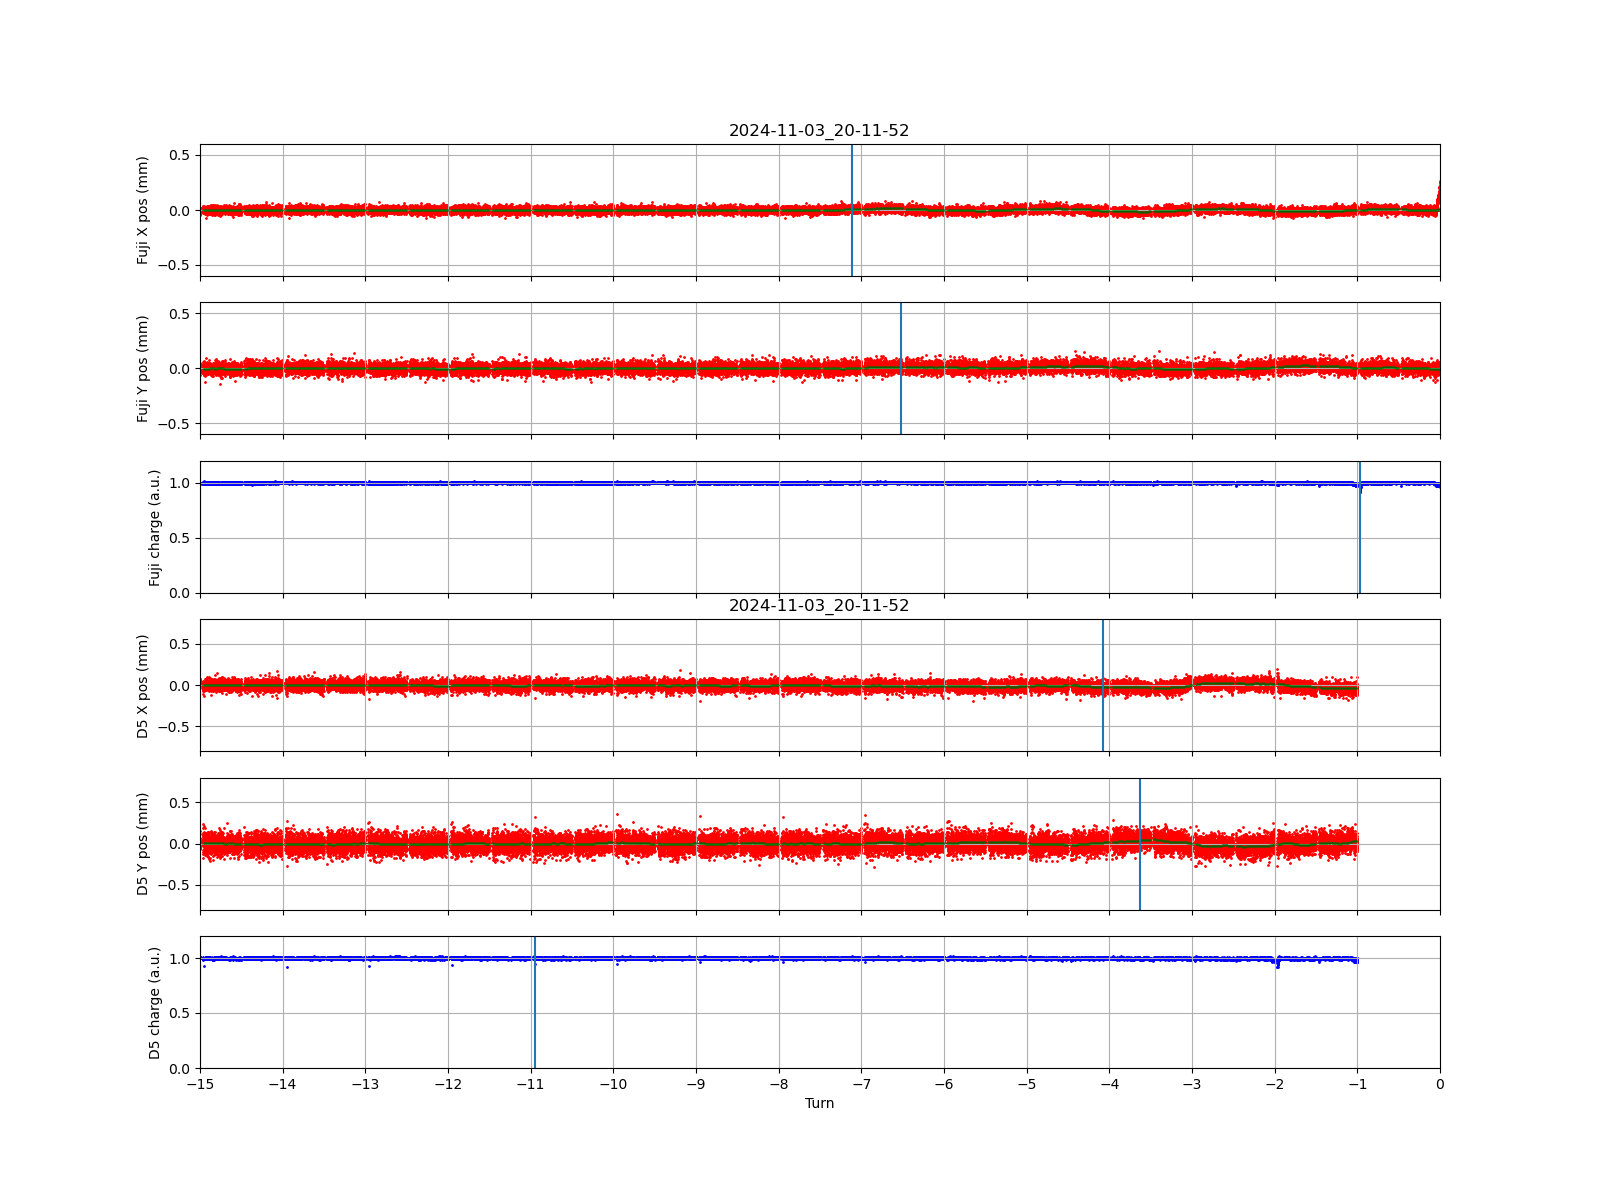 2024-11-03_20-11-52
Fuji X pos (mm)
0.5
0.0
−0.5
Fuji Y pos (mm)
0.5
0.0
−0.5
Fuji charge (a.u.)
1.0
0.5
0.0
2024-11-03_20-11-52
D5 X pos (mm)
0.5
0.0
−0.5
D5 Y pos (mm)
0.5
0.0
−0.5
D5 charge (a.u.)
1.0
0.5
0.0
−15 −14 −13 −12 −11 −10 −9 −8 −7 −6 −5 −4 −3 −2 −1 0
Turn